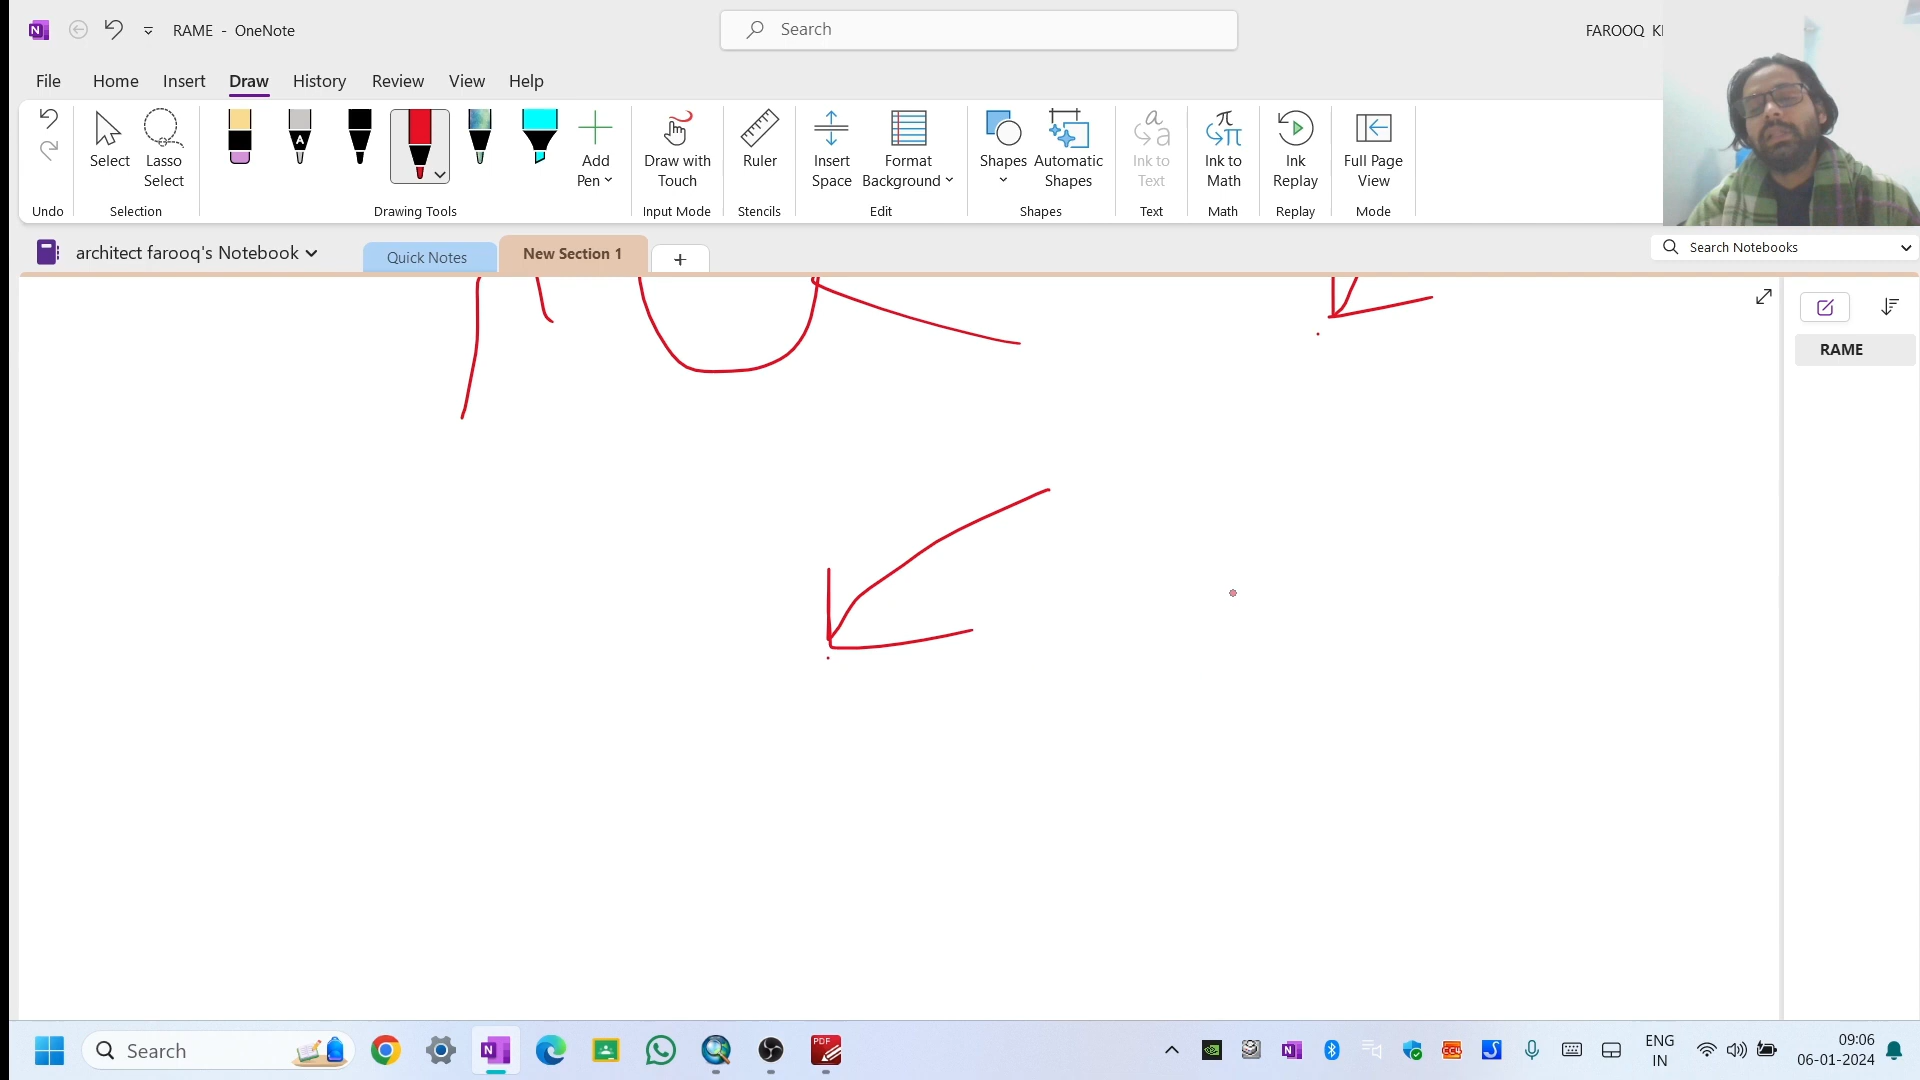 RAME - OneNote
Search
FAROOQ
File Home Insert Draw History Review View Help
Select
Lasso Select
A
Add Pen
Draw with Touch
Ruler
Insert Space
Format Background
Shapes
Automatic Shapes
Ink to Text
Ink to Math
Ink Replay
Full Page View
Undo Selection Drawing Tools Input Mode Stencils Edit Shapes Text Math Replay Mode
architect farooq's Notebook
Quick Notes
New Section 1
+
Search Notebooks
RAME
Search
PDF
ENG
IN
09:06
06-01-2024